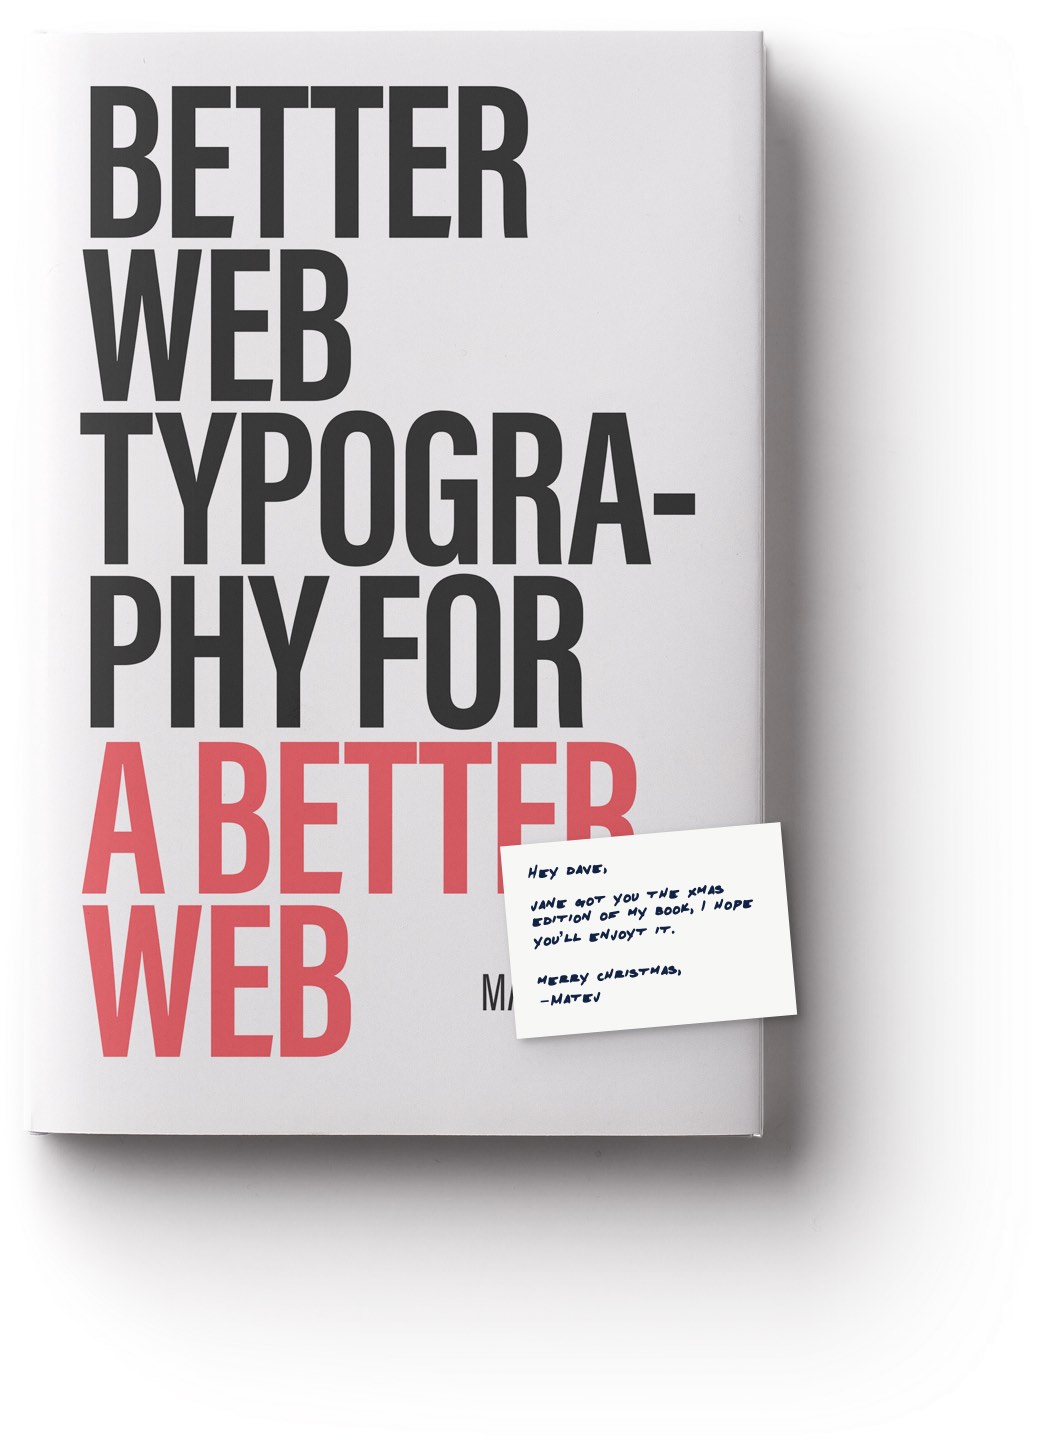 BETTER
WEB
TYPOGRA-
PHY FOR
A BETTER
WEB
MA
HEY DAVE,
JANE GOT YOU THE XMAS
EDITION OF MY BOOK, I HOPE
YOU'LL ENJOYT IT.
MERRY CHRISTMAS,
-MATEJ